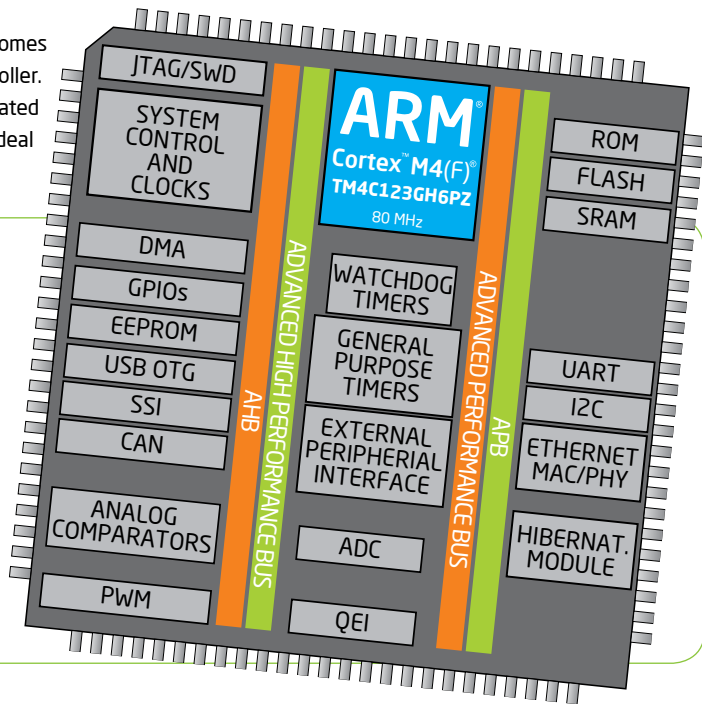 omes
oller.
ated
deal
JTAG/SWD
SYSTEM
CONTROL
AND
CLOCKS
DMA
GPIOs
EEPROM
USB OTG
SSI
CAN
ANALOG
COMPARATORS
PWM
AHB
ADVANCED HIGH PERFORMANCE BUS
ARM®
Cortex™ M4(F)®
TM4C123GH6PZ
80 MHz
WATCHDOG
TIMERS
GENERAL
PURPOSE
TIMERS
EXTERNAL
PERIPHERIAL
INTERFACE
ADC
QEI
ADVANCED PERFORMANCE BUS
APB
ROM
FLASH
SRAM
UART
I2C
ETHERNET
MAC/PHY
HIBERNAT.
MODULE